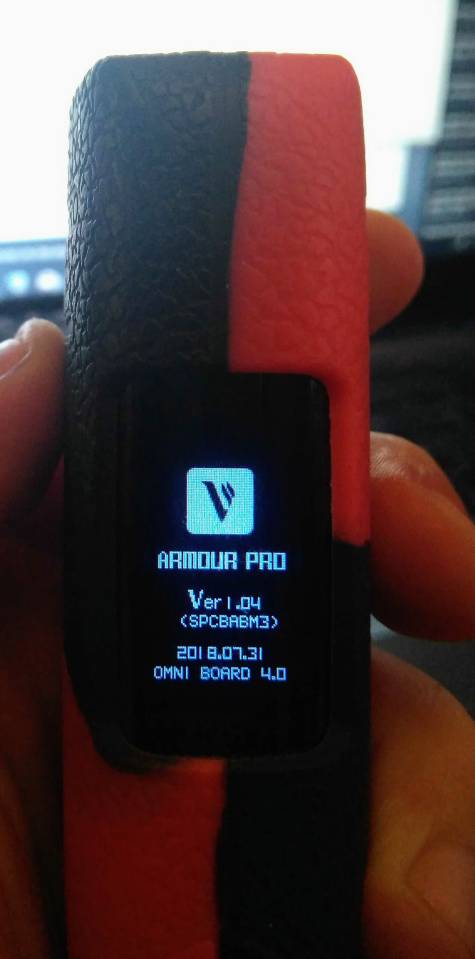 V
ARMOUR PRO
Ver1.04
(SPCBABM3)
2018.07.31
OMNI BOARD 4.0